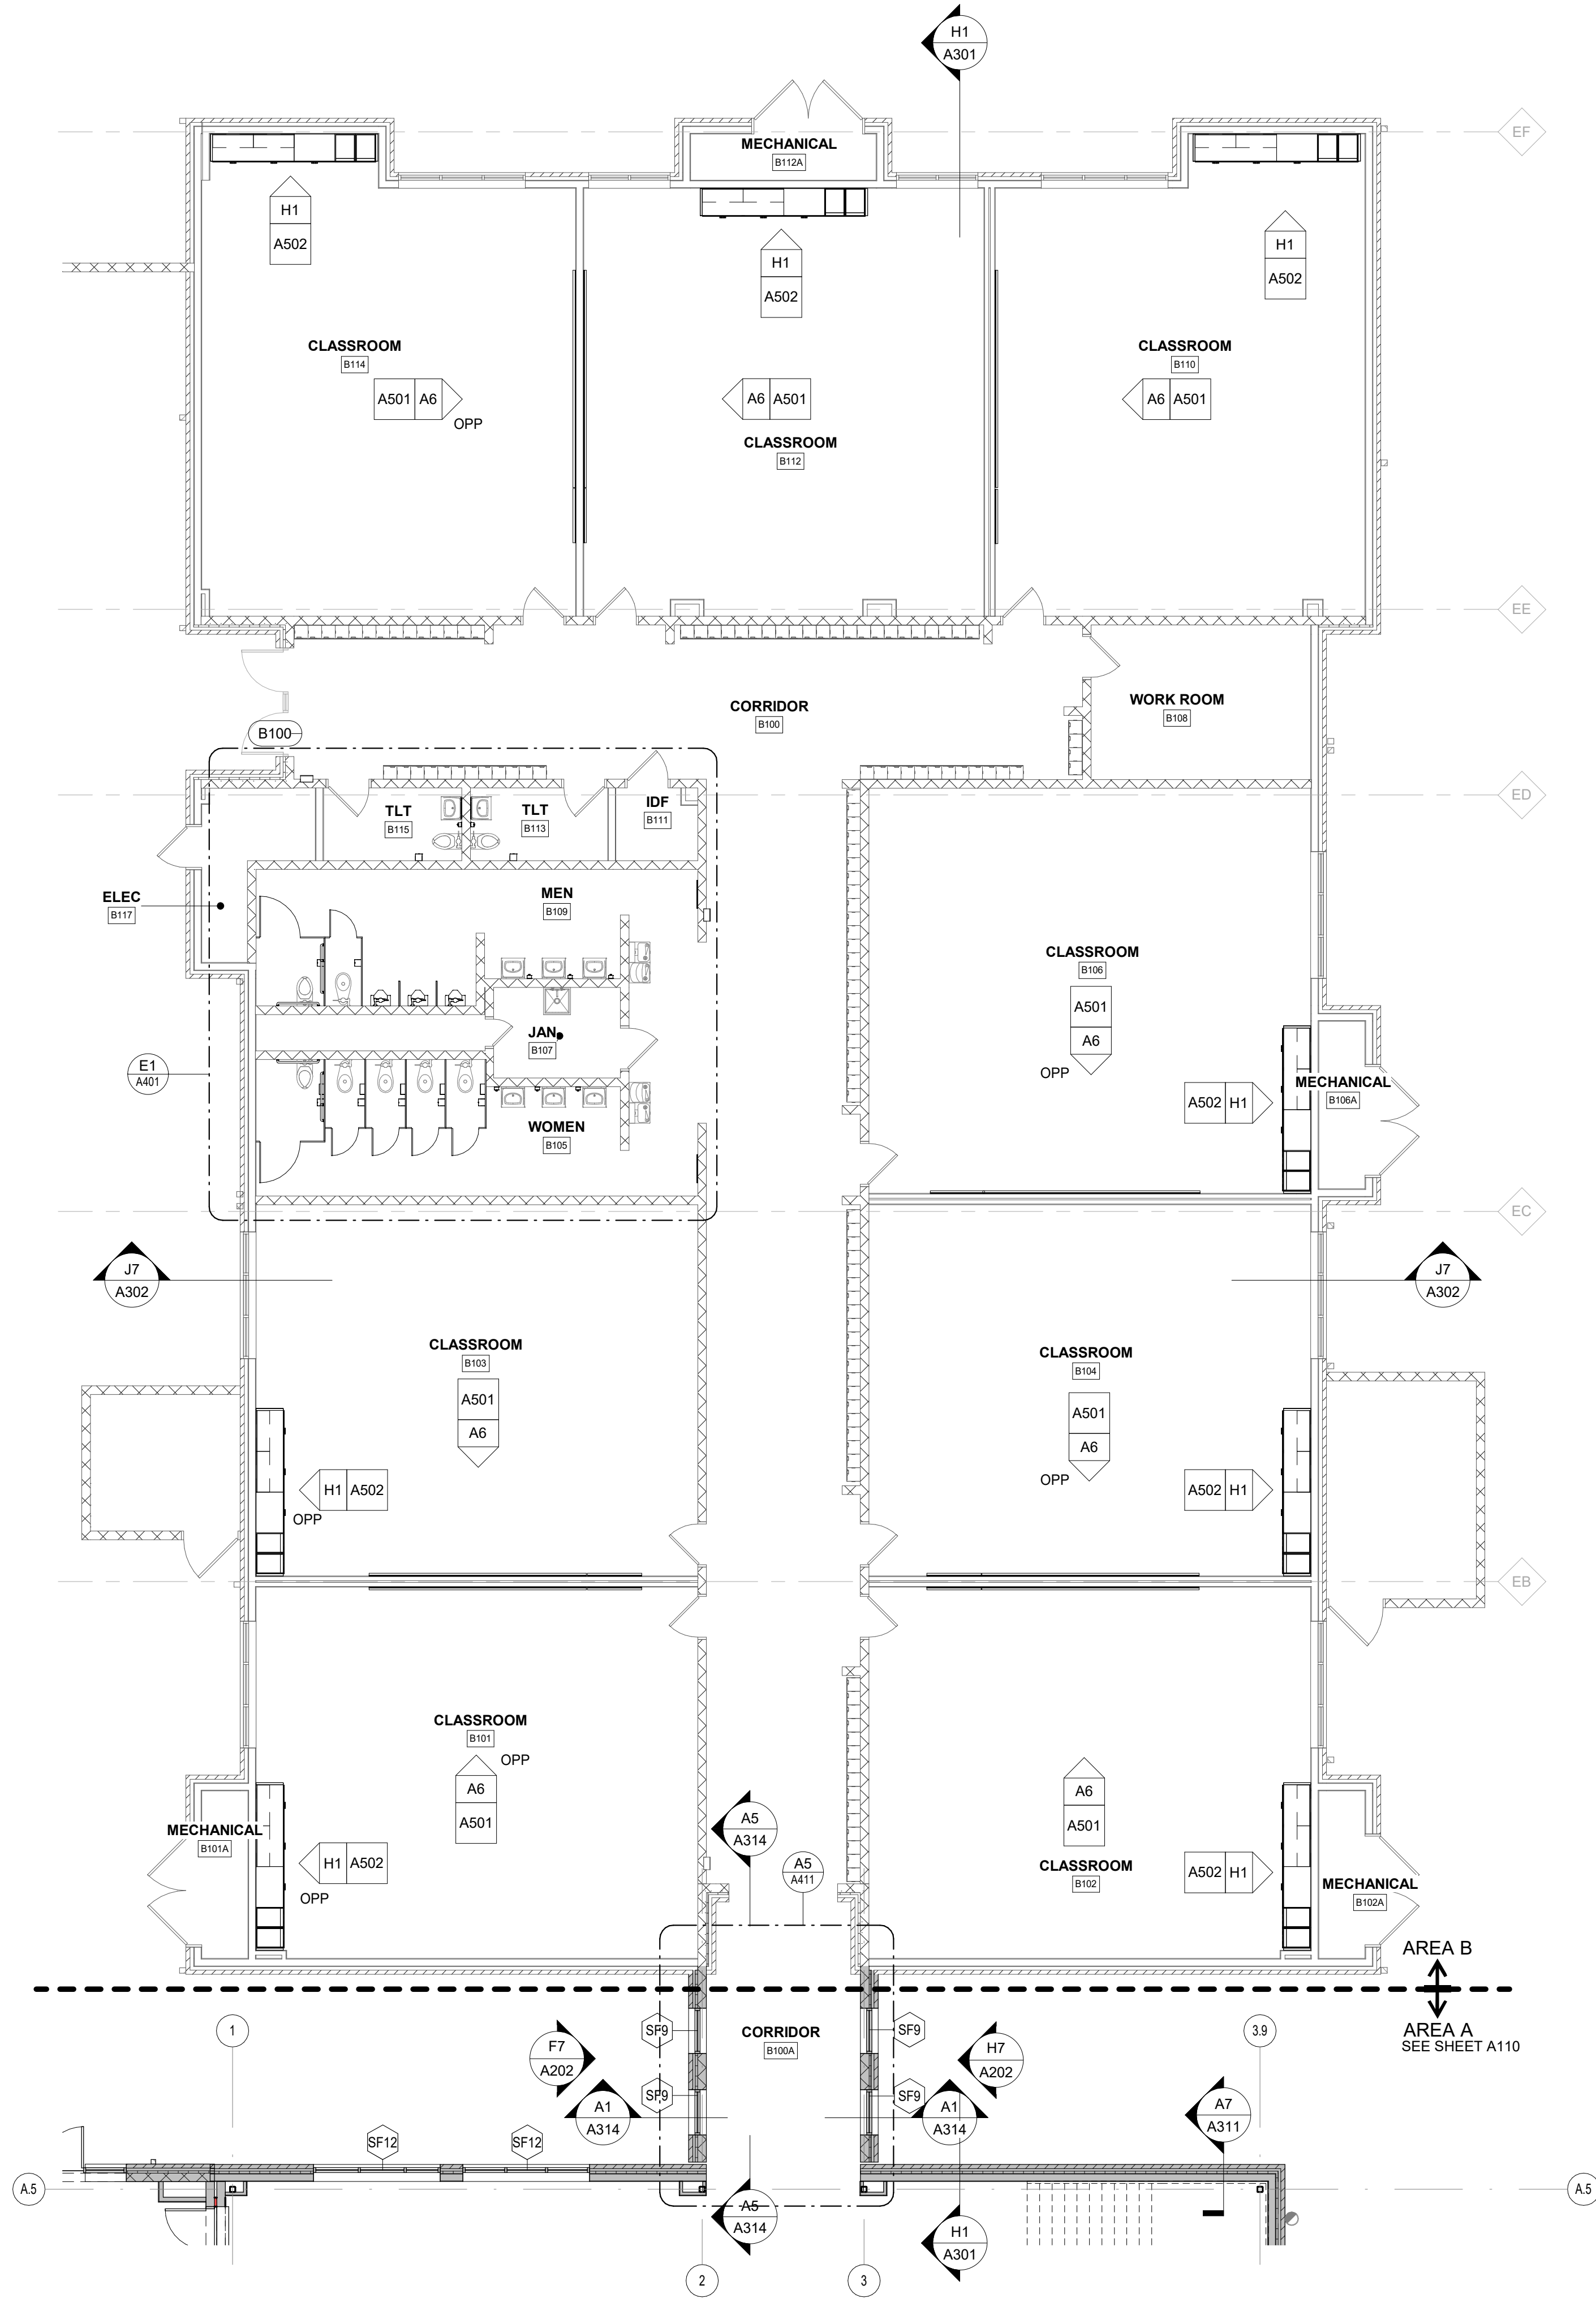 H1
A301
EF
MECHANICAL
B112A
H1
A502
H1
A502
H1
A502
CLASSROOM
B114
A501 A6
OPP
A6 A501
CLASSROOM
B112
CLASSROOM
B110
A6 A501
EE
CORRIDOR
B100
WORK ROOM
B108
B100
ED
TLT
B115
TLT
B113
IDF
B111
ELEC
B117
MEN
B109
JAN
B107
WOMEN
B105
E1
A401
CLASSROOM
B106
A501
A6
OPP
A502 H1
MECHANICAL
B106A
EC
J7
A302
J7
A302
CLASSROOM
B103
A501
A6
H1 A502
OPP
CLASSROOM
B104
A501
A6
OPP
A502 H1
EB
CLASSROOM
B101
OPP
A6
A501
MECHANICAL
B101A
H1 A502
OPP
A5
A314
A5
A411
A6
A501
CLASSROOM
B102
A502 H1
MECHANICAL
B102A
AREA B
AREA A
SEE SHEET A110
1
SF9
CORRIDOR
B100A
SF9
3.9
F7
A202
H7
A202
SF9
SF9
A1
A314
A1
A314
A7
A311
SF12
SF12
A.5
A.5
A5
A314
H1
A301
2
3